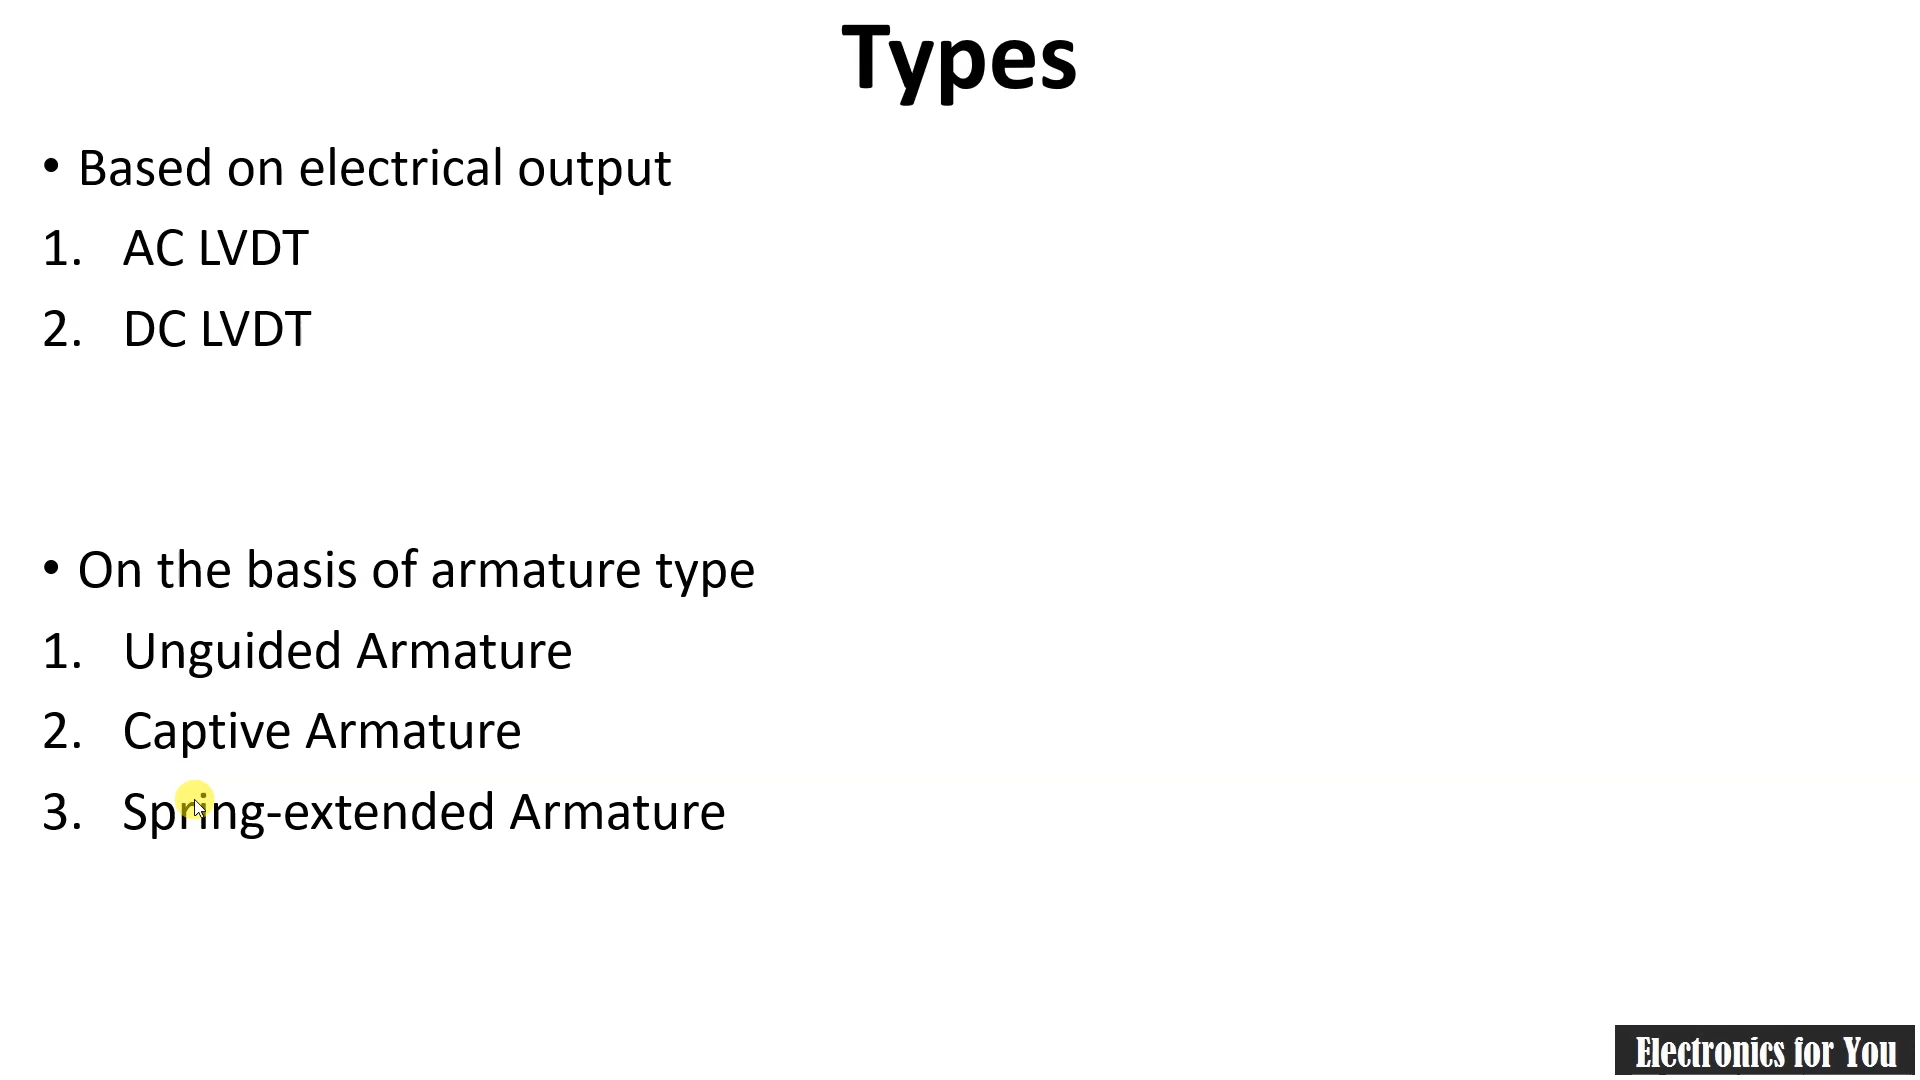 Types
• Based on electrical output
1. AC LVDT
2. DC LVDT
• On the basis of armature type
1. Unguided Armature
2. Captive Armature
3. Spring-extended Armature
Electronics for You